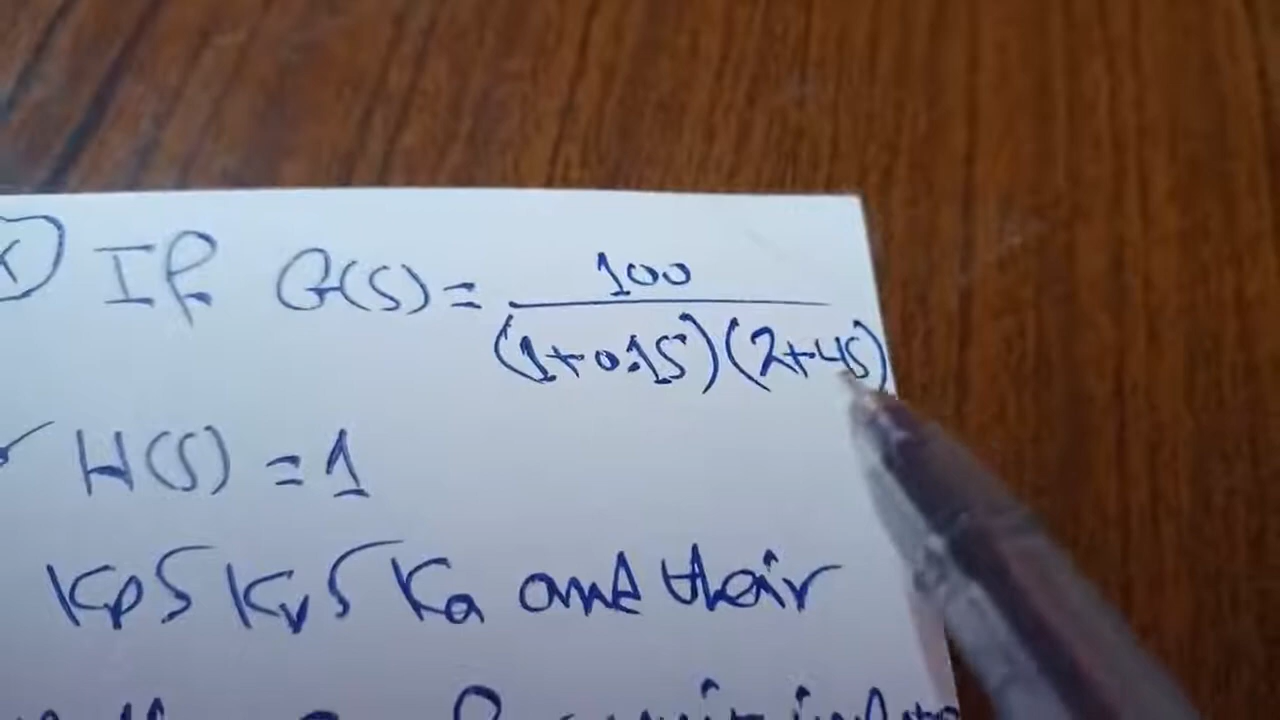 If G(S) = 100
(1+0.1S)(2+4S)
H(S) = 1
Kp, Kv, Ka and their